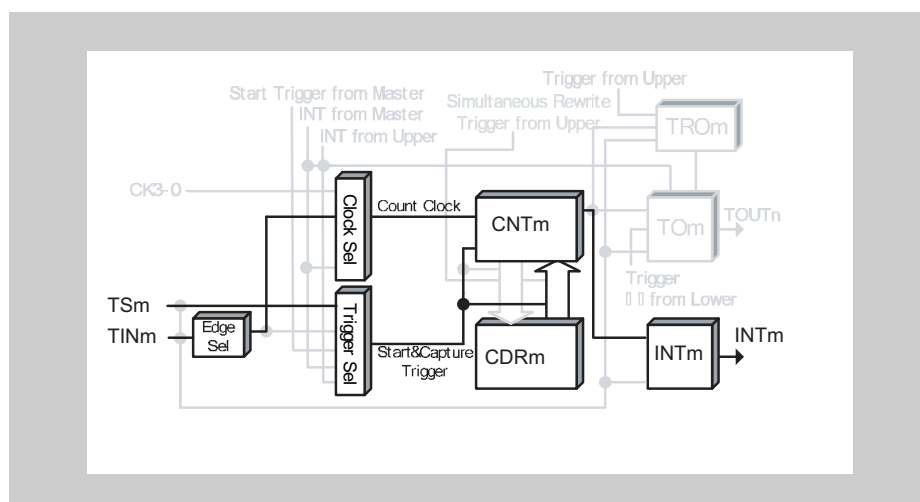 Trigger from Upper
Start Trigger from Master
Simultaneous Rewrite
INT from Master
Trigger from Upper
INT from Upper
TROm
CK3-0
Clock Sel
Count Clock
CNTm
TOm
TOUTn
Trigger
from Lower
TSm
TINm
Edge
Sel
Trigger Sel
Start&Capture
Trigger
CDRm
INTm
INTm